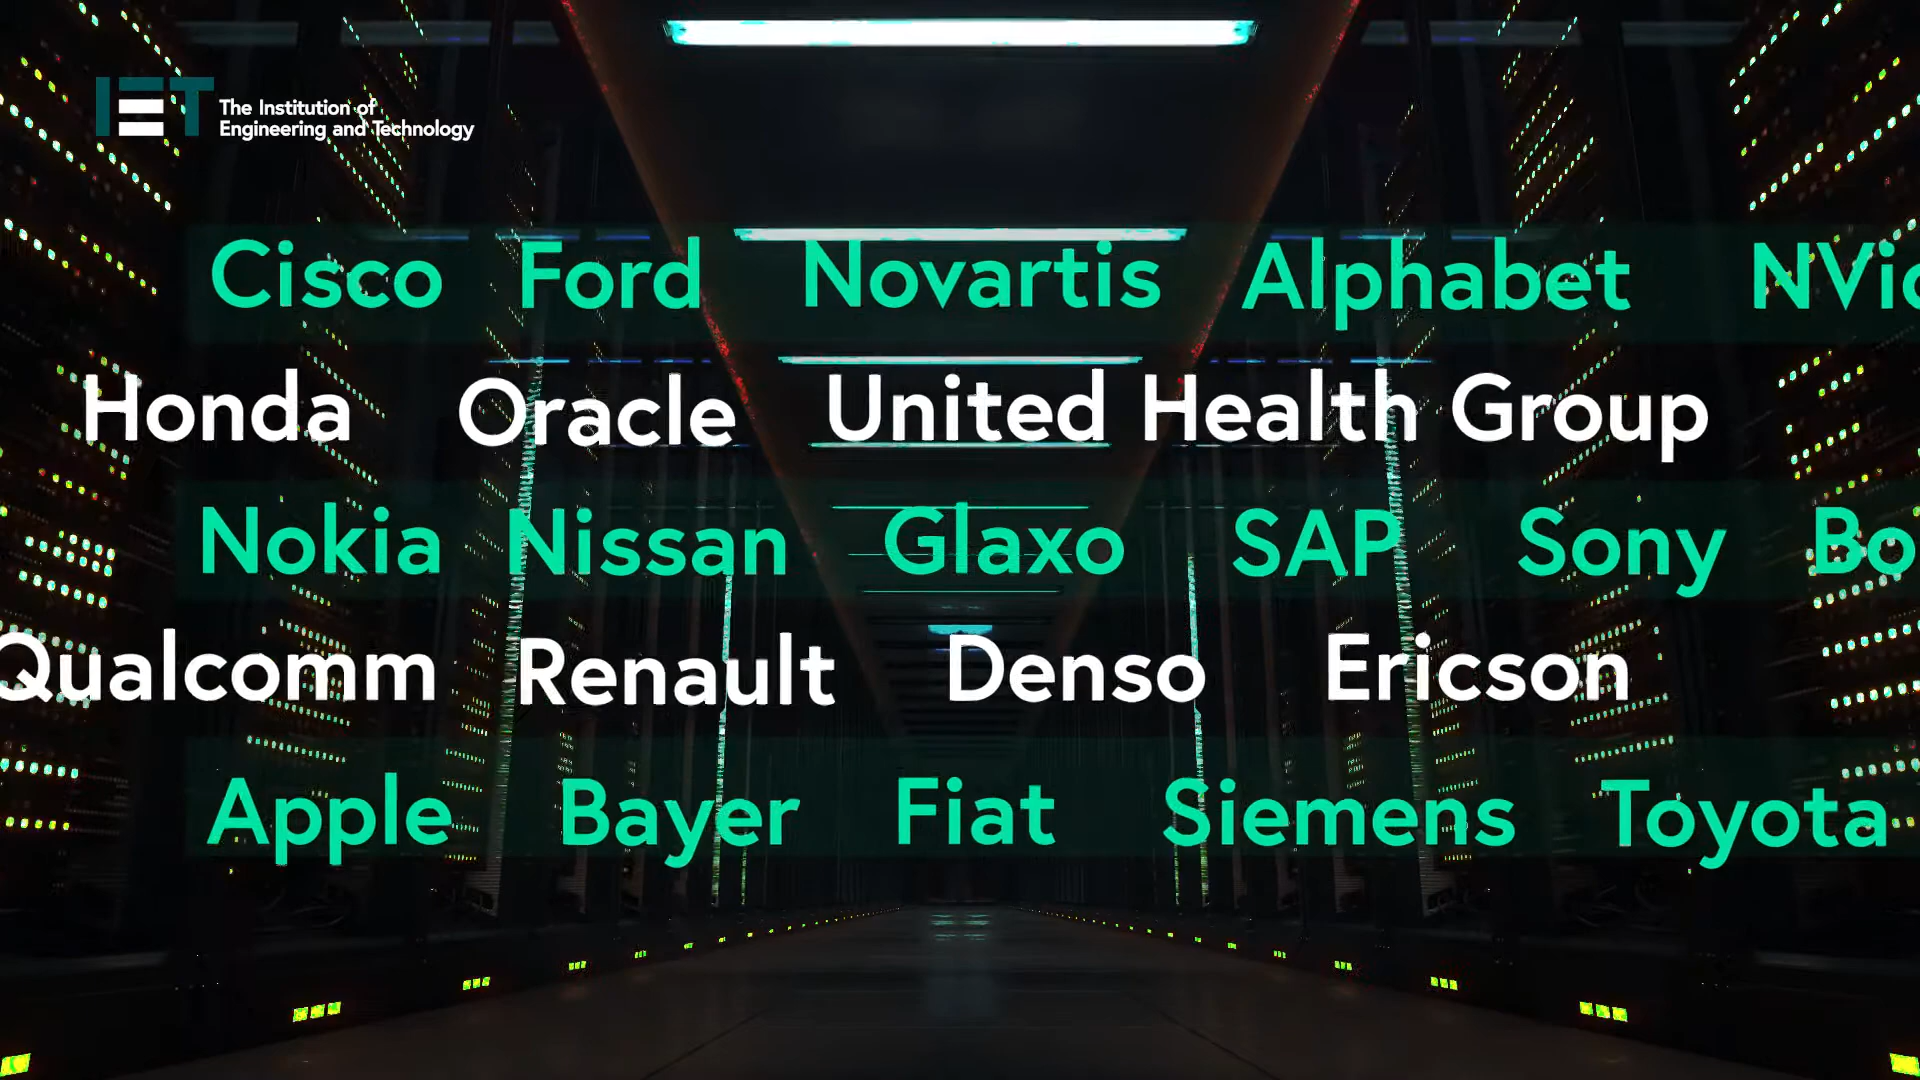 IET
The Institution of
Engineering and Technology
Cisco Ford Novartis Alphabet
Honda Oracle United Health Group
Nokia Nissan Glaxo SAP Sony
Qualcomm Renault Denso Ericson
Apple Bayer Fiat Siemens Toyota